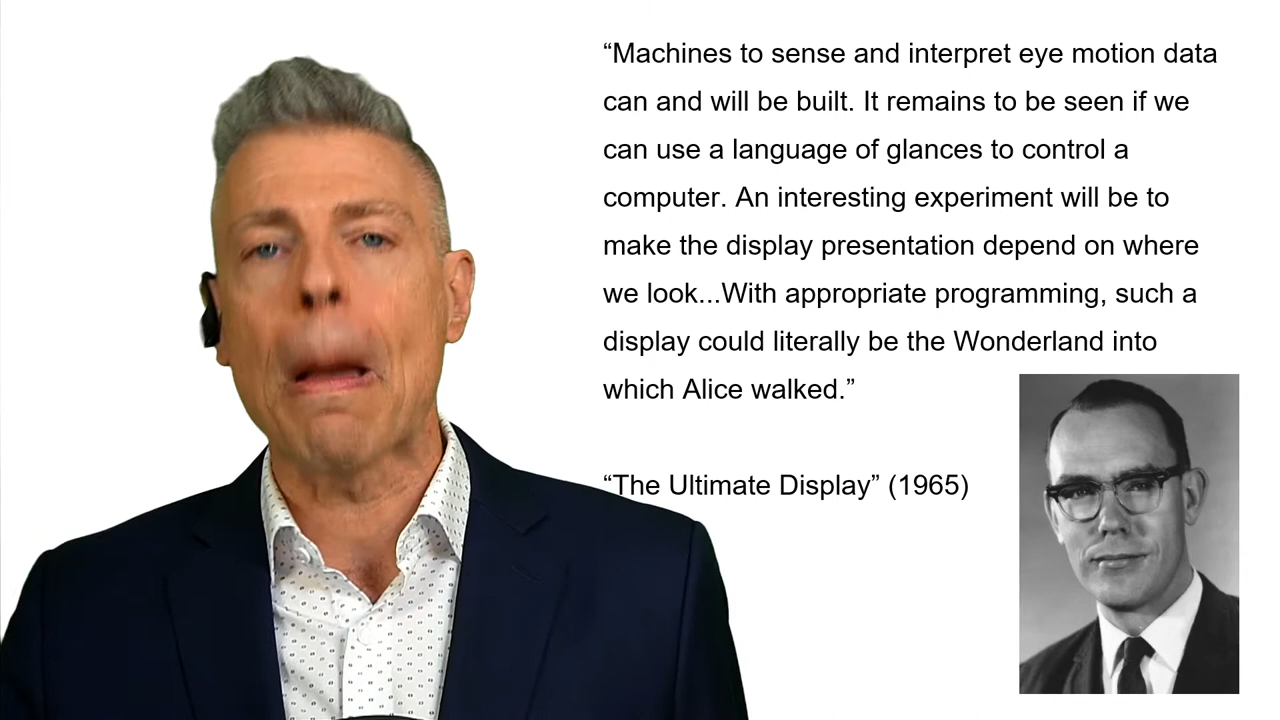 “Machines to sense and interpret eye motion data
can and will be built. It remains to be seen if we
can use a language of glances to control a
computer. An interesting experiment will be to
make the display presentation depend on where
we look...With appropriate programming, such a
display could literally be the Wonderland into
which Alice walked.”
“The Ultimate Display” (1965)